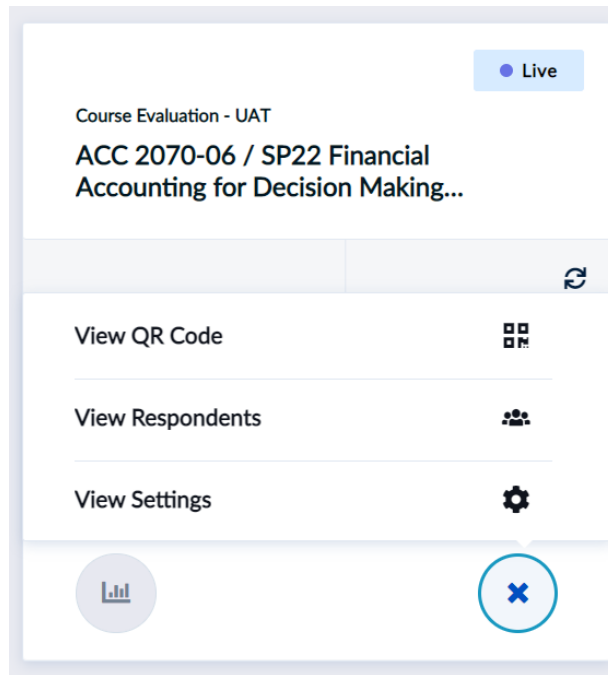 Live
Course Evaluation - UAT
ACC 2070-06 / SP22 Financial
Accounting for Decision Making...
View QR Code
View Respondents
View Settings